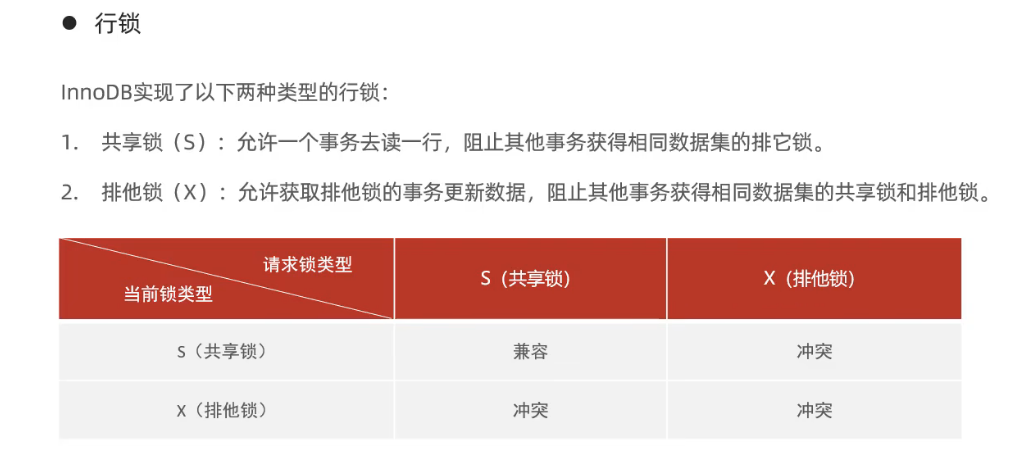 ● 行锁
InnoDB实现了以下两种类型的行锁：
1. 共享锁（S）：允许一个事务去读一行，阻止其他事务获得相同数据集的排它锁。
2. 排他锁（X）：允许获取排他锁的事务更新数据，阻止其他事务获得相同数据集的共享锁和排他锁。
请求锁类型
当前锁类型
S（共享锁） X（排他锁）
S（共享锁） 兼容 冲突
X（排他锁） 冲突 冲突